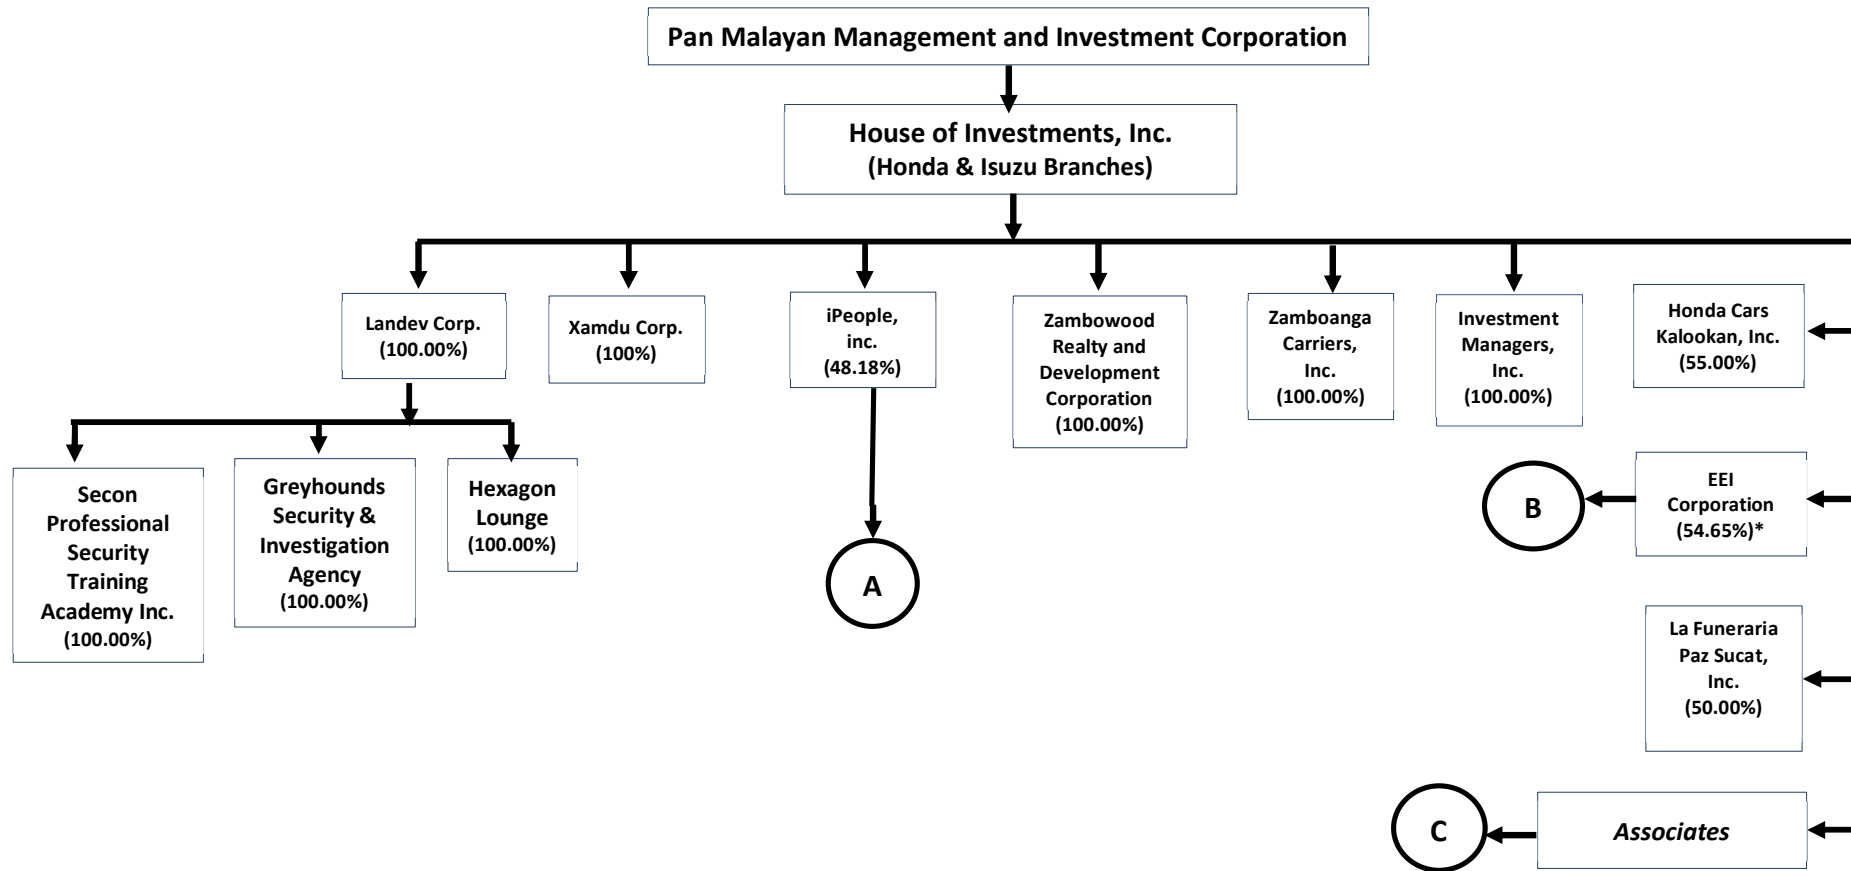 Pan Malayan Management and Investment Corporation
House of Investments, Inc.
(Honda & Isuzu Branches)
Landev Corp.
(100.00%)
Xamdu Corp.
(100%)
iPeople,
inc.
(48.18%)
Zambowood
Realty and
Development
Corporation
(100.00%)
Zamboanga
Carriers,
Inc.
(100.00%)
Investment
Managers,
Inc.
(100.00%)
Honda Cars
Kalookan, Inc.
(55.00%)
Secon
Professional
Security
Training
Academy Inc.
(100.00%)
Greyhounds
Security &
Investigation
Agency
(100.00%)
Hexagon
Lounge
(100.00%)
A
B
EEI
Corporation
(54.65%)*
La Funeraria
Paz Sucat,
Inc.
(50.00%)
C
Associates